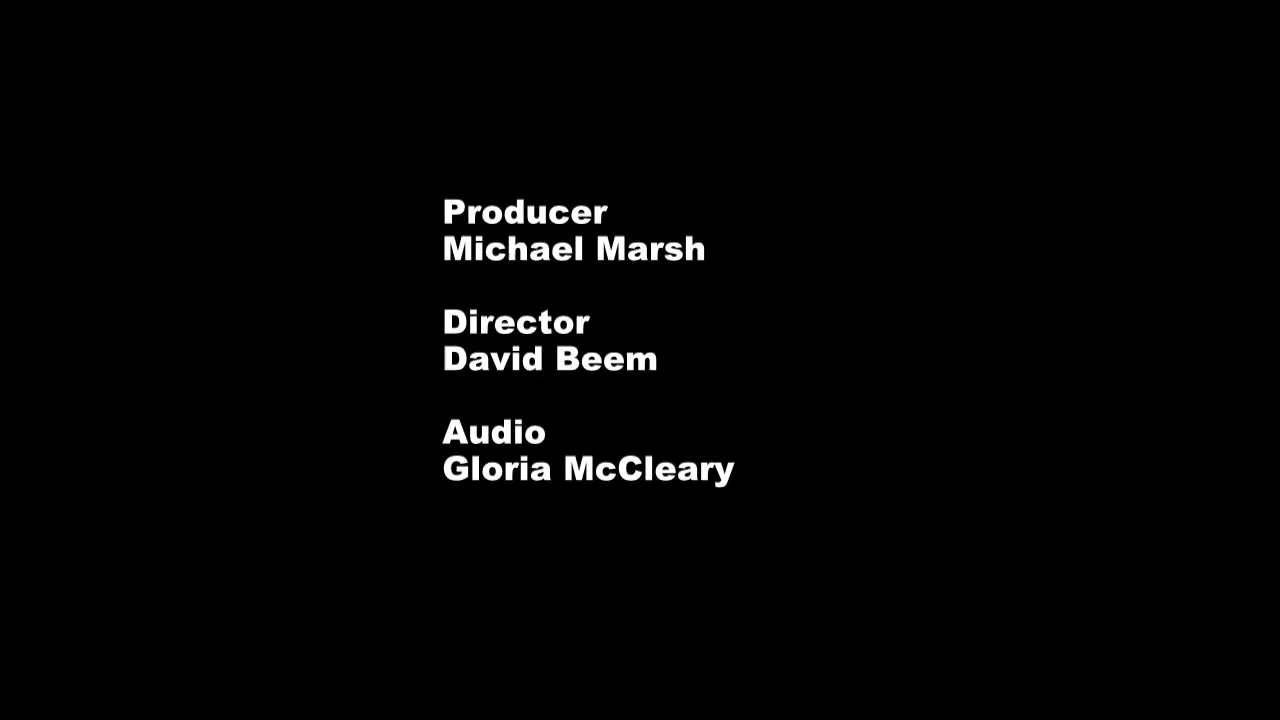 Producer
Michael Marsh
Director
David Beem
Audio
Gloria McCleary